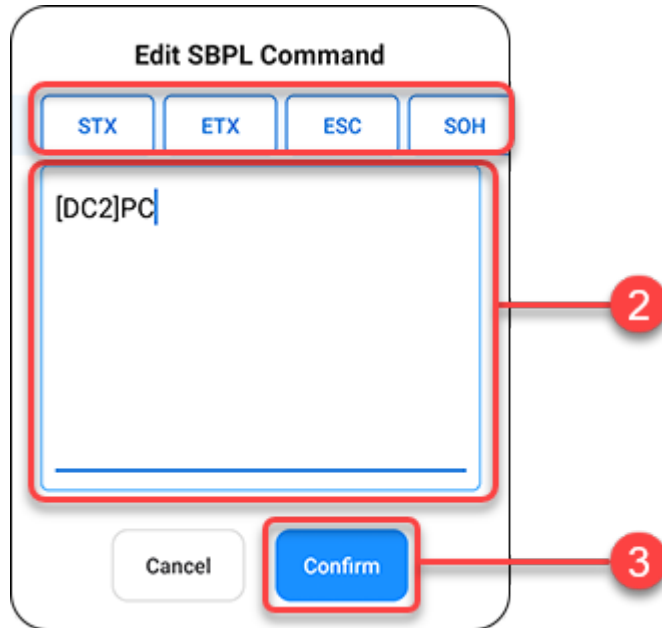 Edit SBPL Command
STX ETX ESC SOH
[DC2]PC
2
Cancel Confirm
3